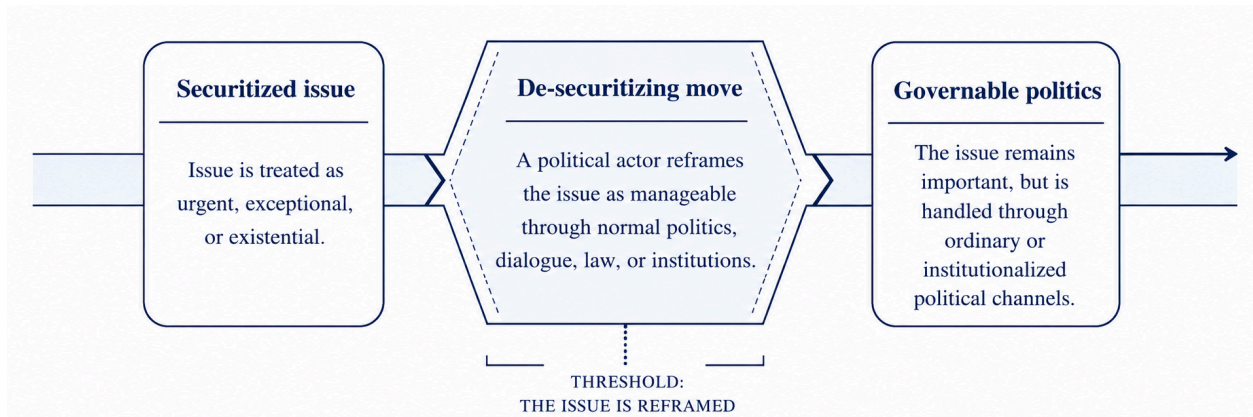 Securitized issue
Issue is treated as
urgent, exceptional,
or existential.
De-securitizing move
A political actor reframes
the issue as manageable
through normal politics,
dialogue, law, or institutions.
Governable politics
The issue remains
important, but is
handled through
ordinary or
institutionalized
political channels.
THRESHOLD:
THE ISSUE IS REFRAMED